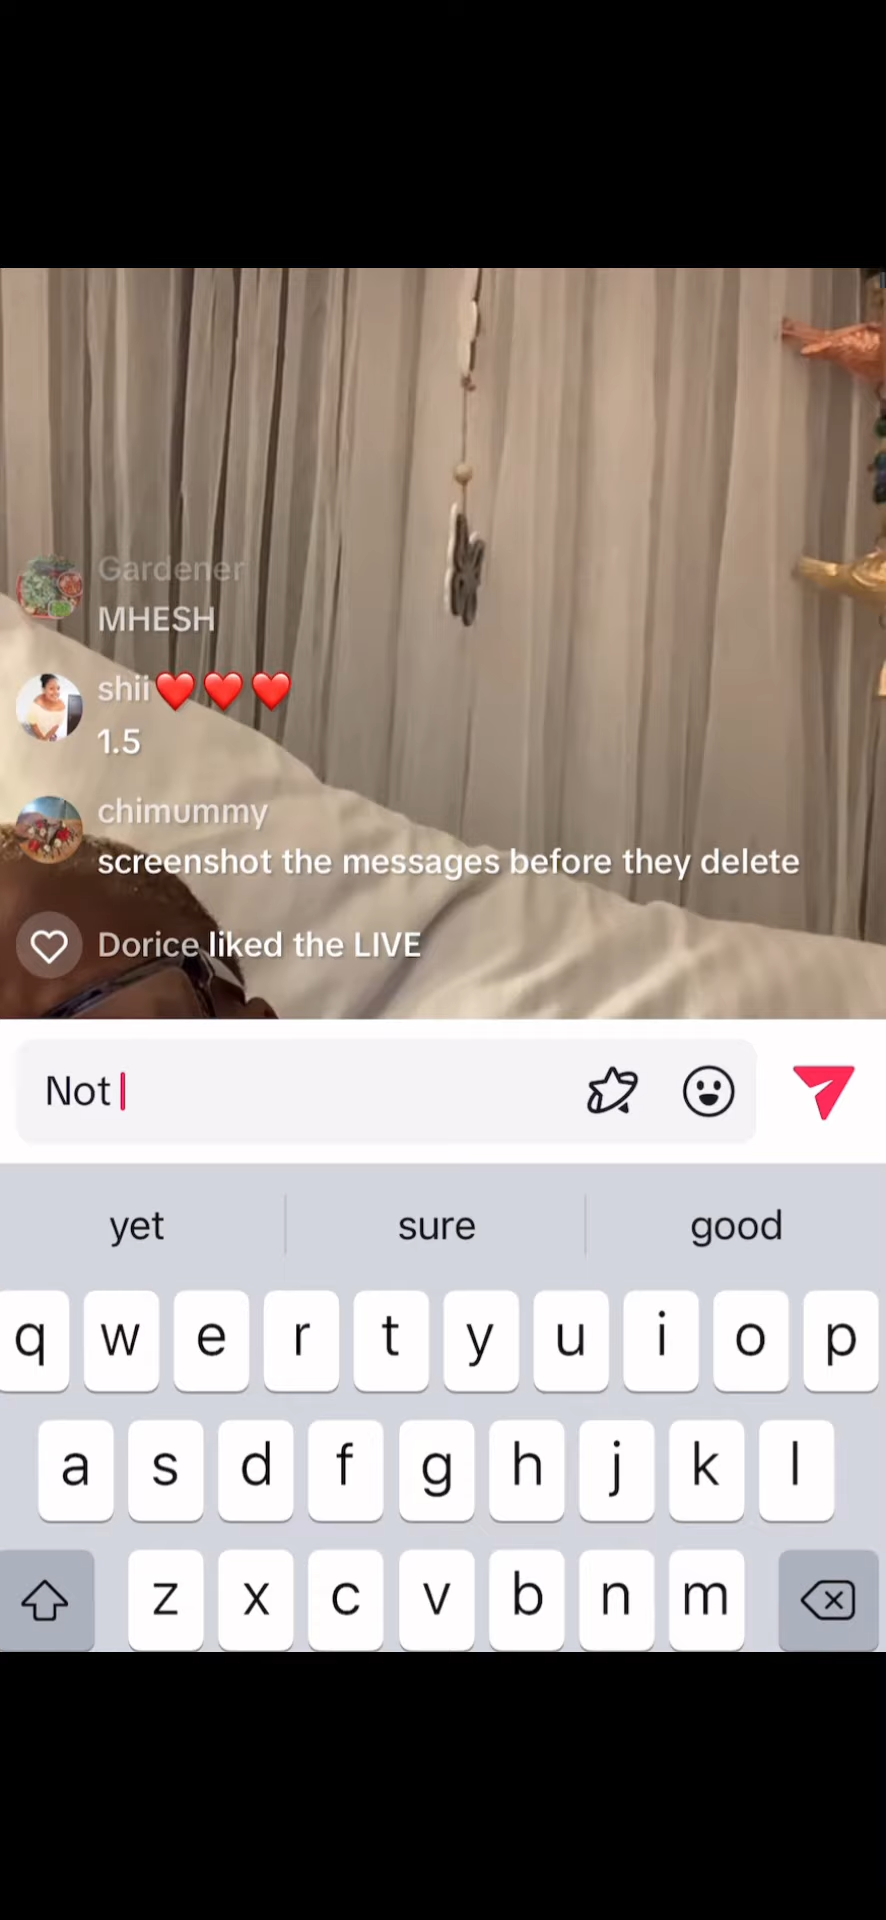 Gardener
MHESH
shii❤️❤️❤️
1.5
chimummy
screenshot the messages before they delete
Dorice liked the LIVE
Not
yet sure good
q w e r t y u i o p
a s d f g h j k l
z x c v b n m